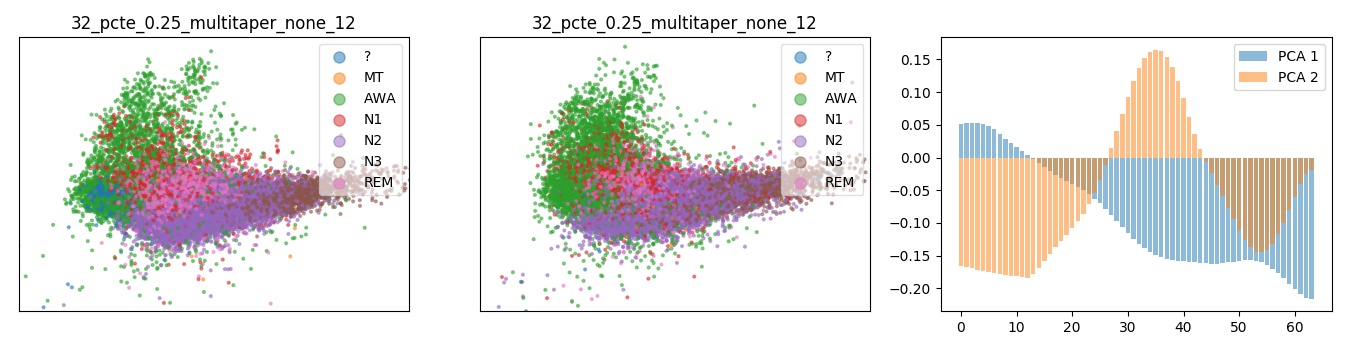 32_pcte_0.25_multitaper_none_12
?
MT
AWA
N1
N2
N3
REM
32_pcte_0.25_multitaper_none_12
?
MT
AWA
N1
N2
N3
REM
PCA 1
PCA 2
0.15
0.10
0.05
0.00
−0.05
−0.10
−0.15
−0.20
0 10 20 30 40 50 60